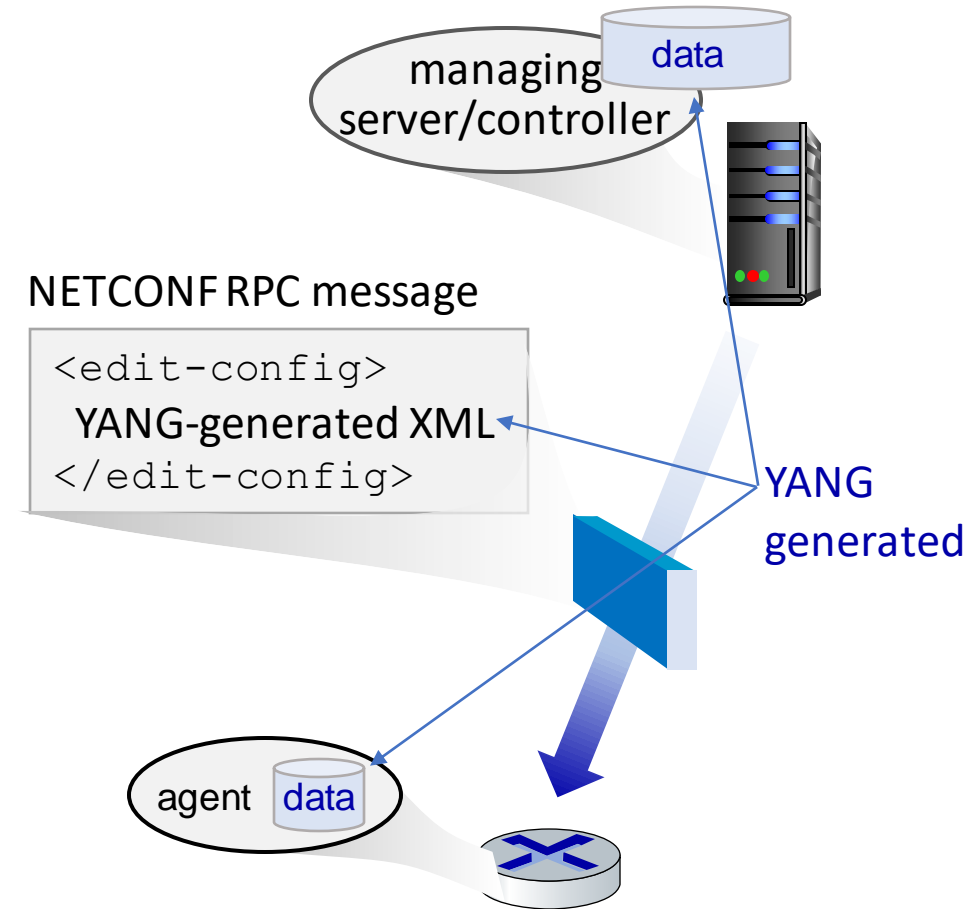 data
managing
server/controller
NETCONF RPC message
<edit-config>
YANG-generated XML
</edit-config>
YANG
generated
agent data